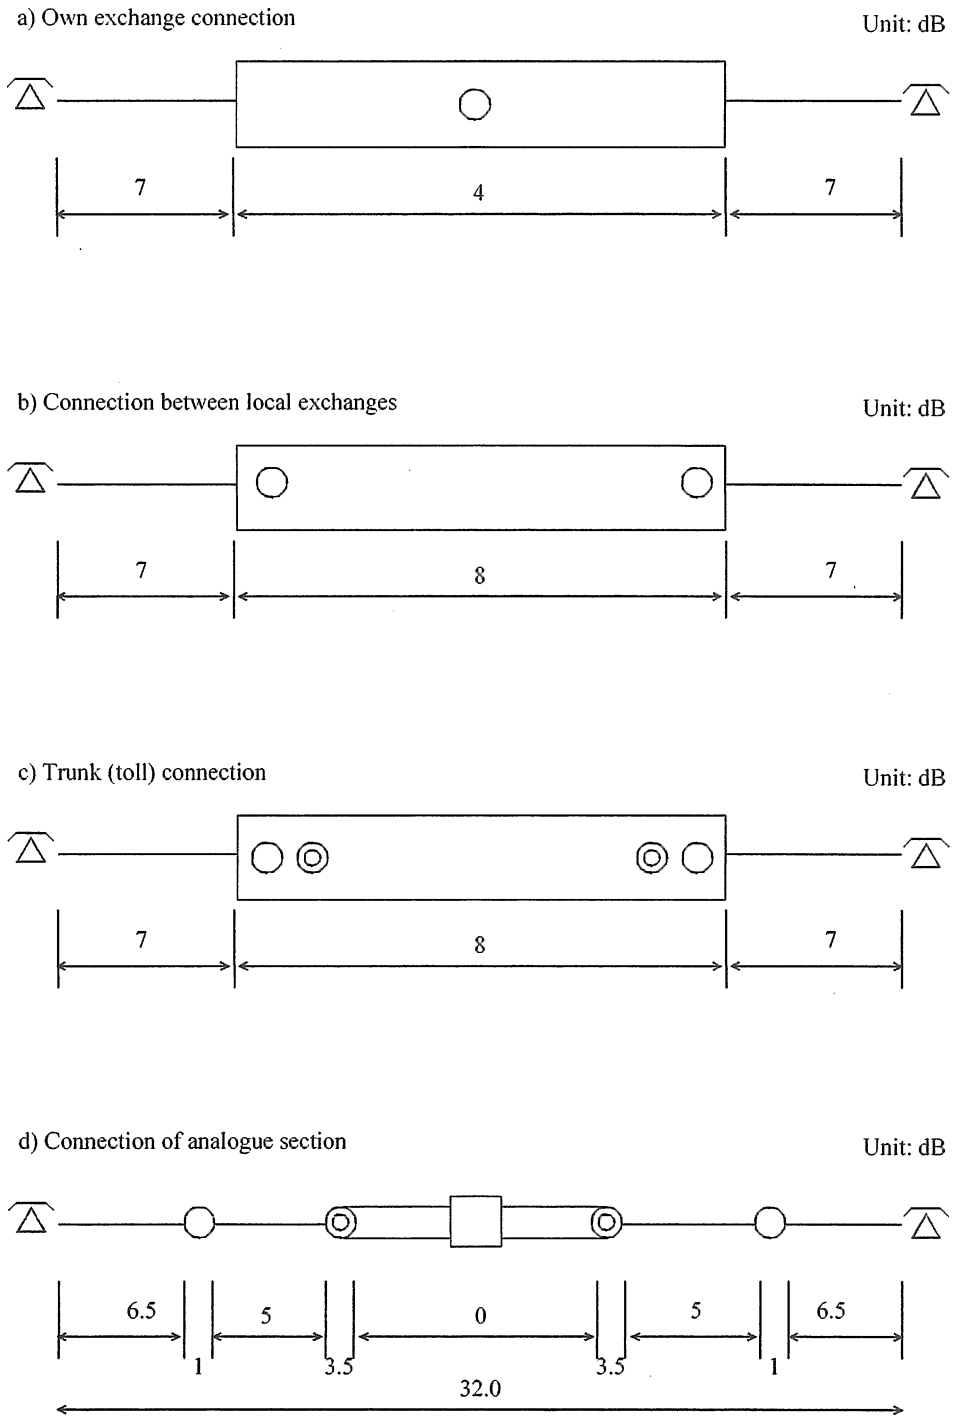 a) Own exchange connection
Unit: dB
7
4
7
b) Connection between local exchanges
Unit: dB
7
8
7
c) Trunk (toll) connection
Unit: dB
7
8
7
d) Connection of analogue section
Unit: dB
6.5
5
0
5
6.5
1
3.5
3.5
1
32.0